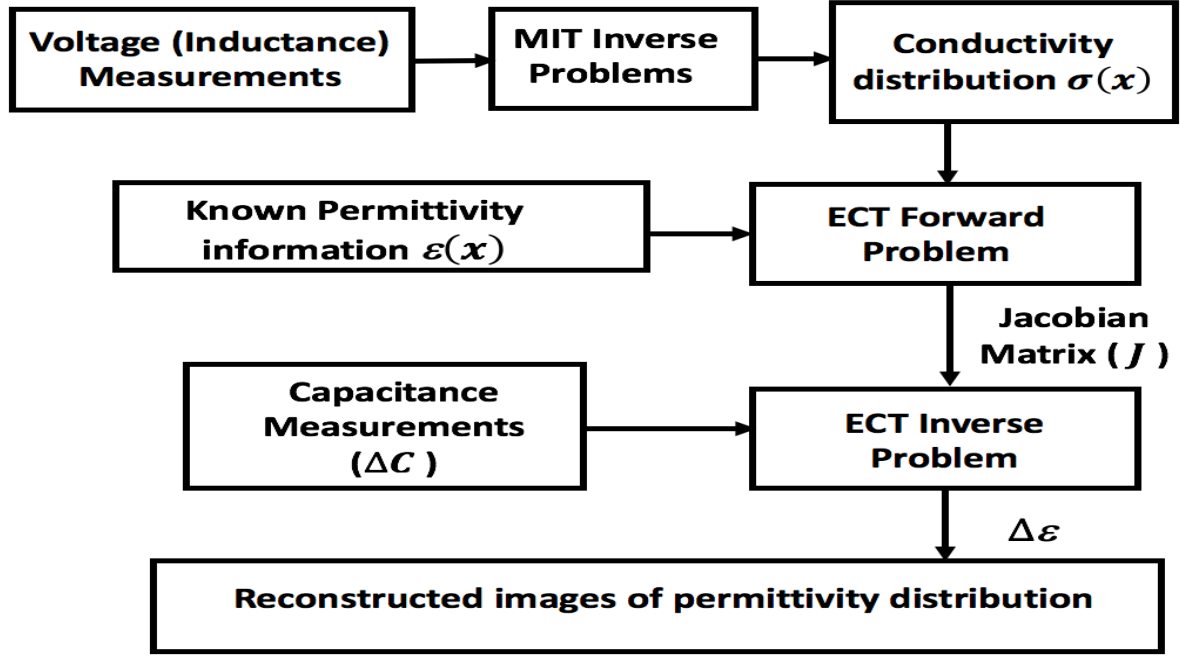 Voltage (Inductance)
Measurements
MIT Inverse
Problems
Conductivity
distribution σ(x)
Known Permittivity
information ε(x)
ECT Forward
Problem
Jacobian
Matrix ( J )
Capacitance
Measurements
(ΔC )
ECT Inverse
Problem
Δε
Reconstructed images of permittivity distribution